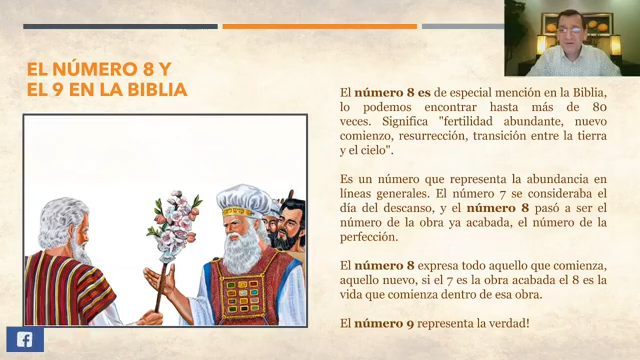 EL NÚMERO 8 Y
EL 9 EN LA BIBLIA
El número 8 es de especial mención en la Biblia,
lo podemos encontrar hasta más de 80
veces. Significa "fertilidad abundante, nuevo
comienzo, resurrección, transición entre la tierra
y el cielo".
Es un número que representa la abundancia en
líneas generales. El número 7 se consideraba el
día del descanso, y el número 8 pasó a ser el
número de la obra ya acabada, el número de la
perfección.
El número 8 expresa todo aquello que comienza,
aquello nuevo, si el 7 es la obra acabada el 8 es la
vida que comienza dentro de esa obra.
El número 9 representa la verdad!